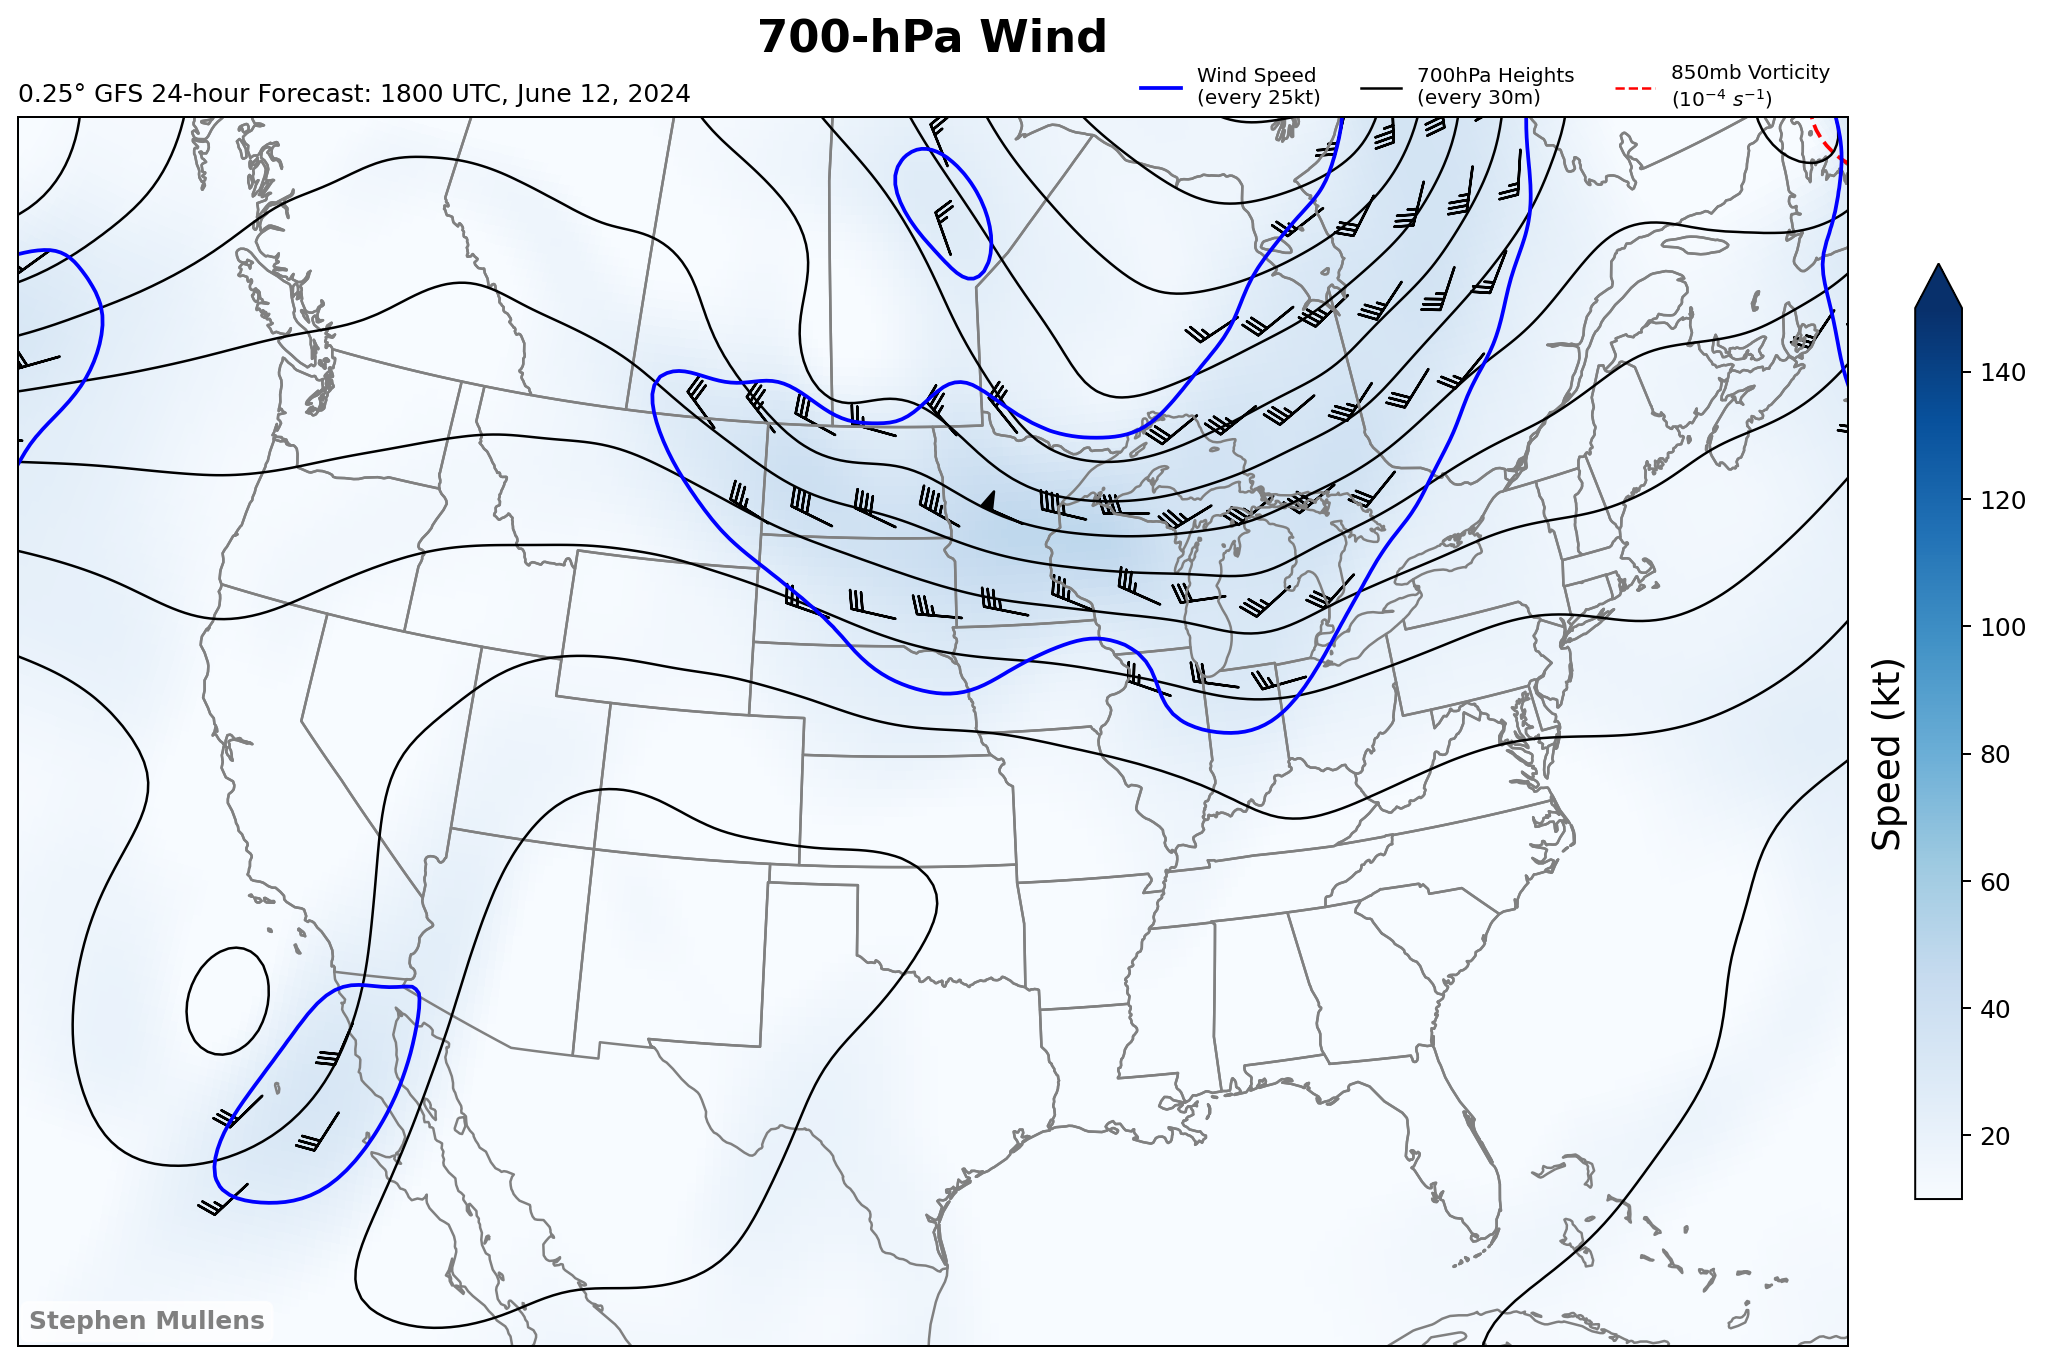 700-hPa Wind
0.25° GFS 24-hour Forecast: 1800 UTC, June 12, 2024
Wind Speed
(every 25kt)
700hPa Heights
(every 30m)
850mb Vorticity
(10⁻⁴ s⁻¹)
140
120
100
80
60
40
20
Speed (kt)
Stephen Mullens